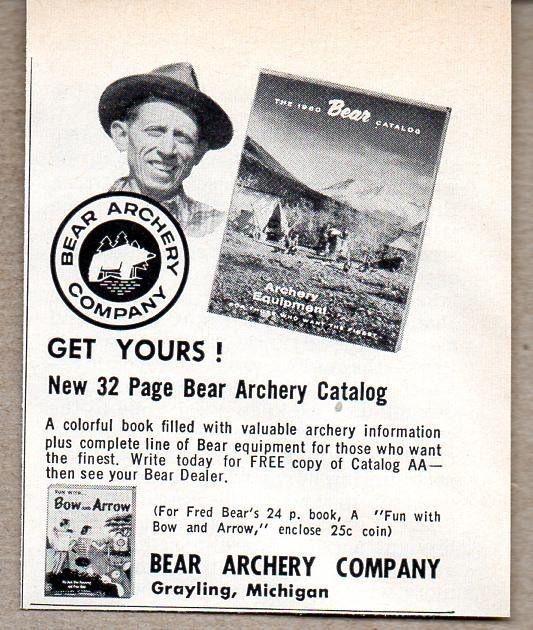 THE 1960 Bear CATALOG
BEAR ARCHERY
COMPANY
Archery
Equipment
GET YOURS !
New 32 Page Bear Archery Catalog
A colorful book filled with valuable archery information
plus complete line of Bear equipment for those who want
the finest. Write today for FREE copy of Catalog AA—
then see your Bear Dealer.
FUN WITH
Bow and Arrow
(For Fred Bear's 24 p. book, A "Fun with
Bow and Arrow," enclose 25c coin)
BEAR ARCHERY COMPANY
Grayling, Michigan